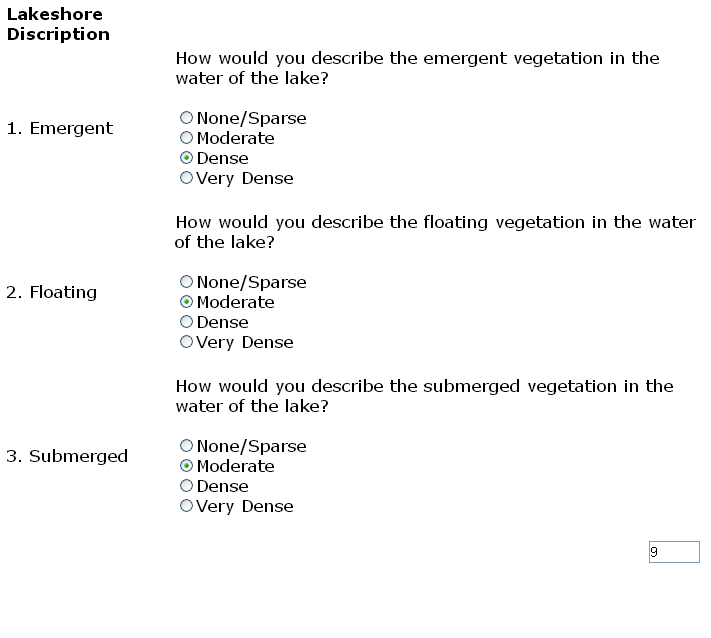 Lakeshore
Discription
How would you describe the emergent vegetation in the
water of the lake?
1. Emergent
None/Sparse
Moderate
Dense
Very Dense
How would you describe the floating vegetation in the water
of the lake?
2. Floating
None/Sparse
Moderate
Dense
Very Dense
How would you describe the submerged vegetation in the
water of the lake?
3. Submerged
None/Sparse
Moderate
Dense
Very Dense
9